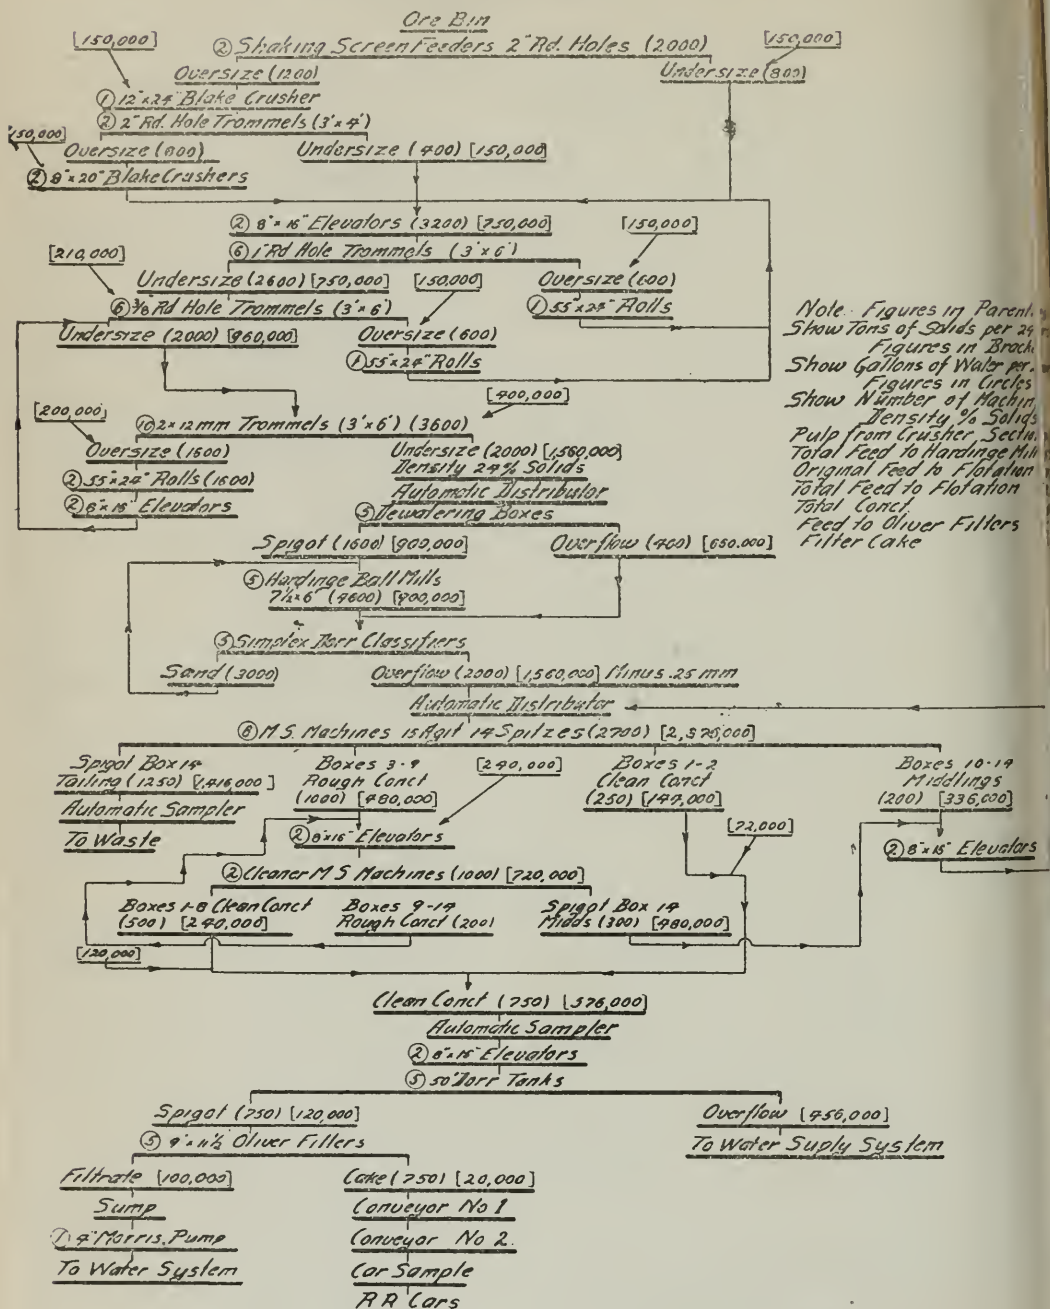 Ore Bin
[150,000]
② Shaking Screen Feeders 2" Rd. Holes (2000)
[150,000]
Oversize (1200)
Undersize (800)
① 12"x24" Blake Crusher
② 2" Rd. Hole Trommels (3'x4')
[150,000]
Oversize (800)
Undersize (400) [150,000]
② 8"x20" Blake Crushers
② 8"x16" Elevators (3200) [750,000]
[150,000]
⑥ 1" Rd Hole Trommels (3'x6')
[210,000]
Undersize (2600) [750,000]
[150,000]
Oversize (600)
⑥ 3/8 Rd Hole Trommels (3'x6')
① 55"x24" Rolls
Undersize (2000) [960,000]
Oversize (600)
① 55"x24" Rolls
Note: Figures in Parent
Show Tons of Solids per 24
Figures in Brack
Show Gallons of Water per
Figures in Circles
Show Number of Machin
Density % Solids
Pulp from Crusher Secti
Total Feed to Hardinge Mill
Original Feed to Flotation
Total Feed to Flotation
Total Conct.
Feed to Oliver Filters
Filter Cake
[400,000]
[200,000]
⑩ 2x12mm Trommels (3'x6') (3600)
Oversize (1600)
Undersize (2000) [1,560,000]
Density 24% Solids
② 55"x24" Rolls (1600)
Automatic Distributor
② 8"x16" Elevators
⑤ Dewatering Boxes
Spigot (1600) [900,000]
Overflow (400) [650,000]
⑤ Hardinge Ball Mills
7 1/2'x6' (4600) [900,000]
⑤ Simplex Dorr Classifiers
Sand (3000)
Overflow (2000) [1,560,000] Minus .25 mm
Automatic Distributor
⑧ M.S. Machines 15 Agit 14 Spitzes (2700) [2,376,000]
Spigot Box 14
Tailing (1250) [1,416,000]
Boxes 3-9
Rough Conct
(1000) [480,000]
[240,000]
Boxes 1-2
Clean Conct
(250) [144,000]
Boxes 10-14
Middlings
(200) [336,000]
Automatic Sampler
To Waste
② 8"x16" Elevators
[72,000]
② 8"x16" Elevators
② Cleaner M S Machines (1000) [720,000]
Boxes 1-8 Clean Conct
(500) [240,000]
Boxes 9-14
Rough Conct (200)
Spigot Box 14
Midds (300) [480,000]
[120,000]
Clean Conct (750) [576,000]
Automatic Sampler
② 8"x16" Elevators
⑤ 50' Dorr Tanks
Spigot (750) [120,000]
Overflow [456,000]
⑤ 9'x11 1/2' Oliver Fillers
To Water Suply System
Filtrate [100,000]
Cake (750) [20,000]
Sump
Conveyor No 1
① 4" Morris. Pump
Conveyor No 2.
To Water System
Car Sample
R R Cars